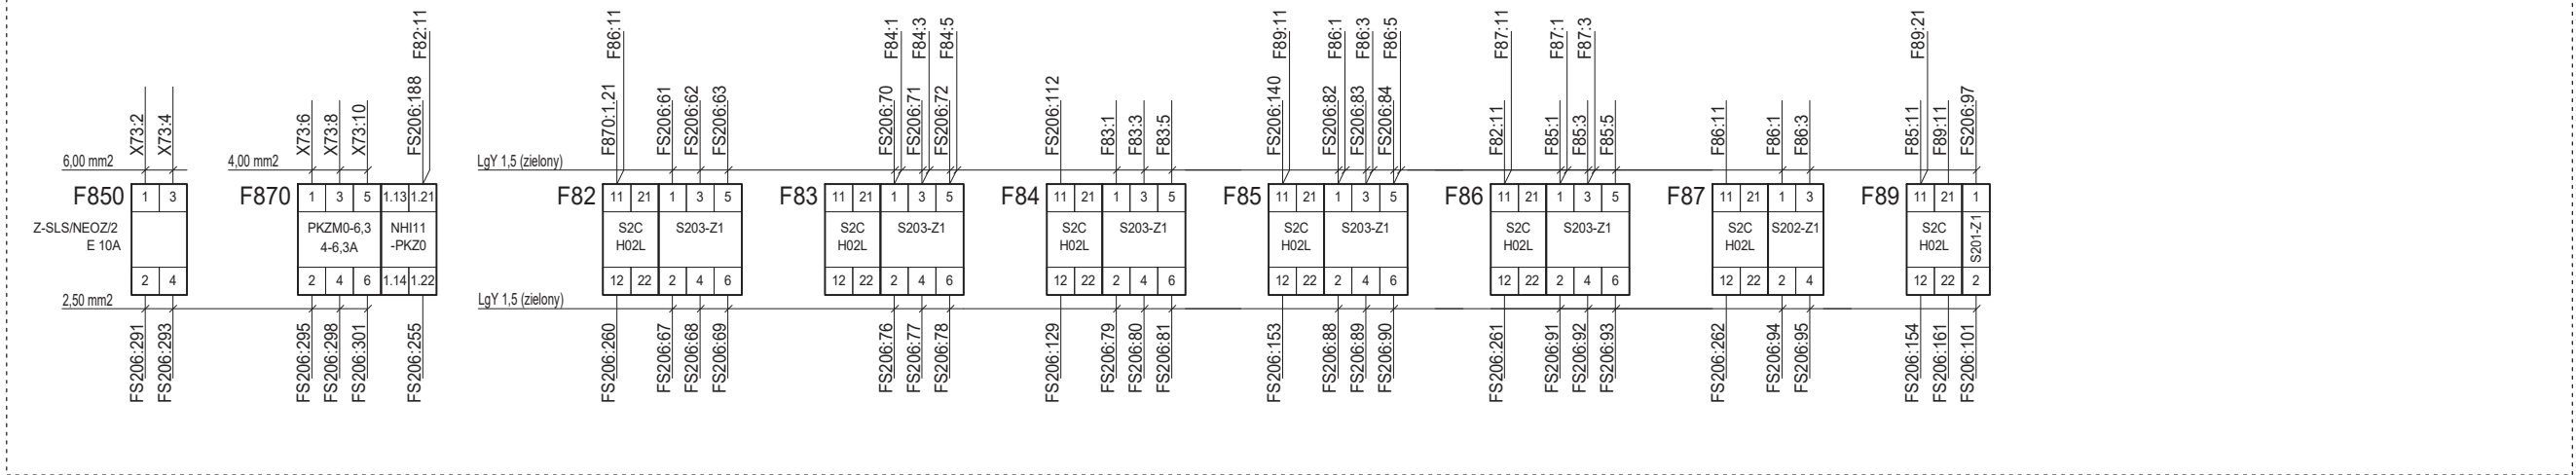 F82:11
F86:11
F84:1
F84:3
F84:5
F89:11
F86:1
F86:3
F86:5
F87:11
F87:1
F87:3
F89:21
X73:2
X73:4
X73:6
X73:8
X73:10
FS206:188
F870:1.21
FS206:61
FS206:62
FS206:63
FS206:70
FS206:71
FS206:72
FS206:112
F83:1
F83:3
F83:5
FS206:140
FS206:82
FS206:83
FS206:84
F82:11
F85:1
F85:3
F85:5
F86:11
F86:1
F86:3
F85:11
F89:11
FS206:97
6,00 mm2
4,00 mm2
LgY 1,5 (zielony)
F850 1 3
Z-SLS/NEOZ/2
E 10A
2 4
F870 1 3 5 1.13 1.21
PKZM0-6,3
4-6,3A
NHI11
-PKZ0
2 4 6 1.14 1.22
F82 11 21 1 3 5
S2C
H02L
S203-Z1
12 22 2 4 6
F83 11 21 1 3 5
S2C
H02L
S203-Z1
12 22 2 4 6
F84 11 21 1 3 5
S2C
H02L
S203-Z1
12 22 2 4 6
F85 11 21 1 3 5
S2C
H02L
S203-Z1
12 22 2 4 6
F86 11 21 1 3 5
S2C
H02L
S203-Z1
12 22 2 4 6
F87 11 21 1 3
S2C
H02L
S202-Z1
12 22 2 4
F89 11 21 1
S2C
H02L
S201-Z1
12 22 2
2,50 mm2
LgY 1,5 (zielony)
FS206:291
FS206:293
FS206:295
FS206:298
FS206:301
FS206:255
FS206:260
FS206:67
FS206:68
FS206:69
FS206:76
FS206:77
FS206:78
FS206:129
FS206:79
FS206:80
FS206:81
FS206:153
FS206:88
FS206:89
FS206:90
FS206:261
FS206:91
FS206:92
FS206:93
FS206:262
FS206:94
FS206:95
FS206:154
FS206:161
FS206:101